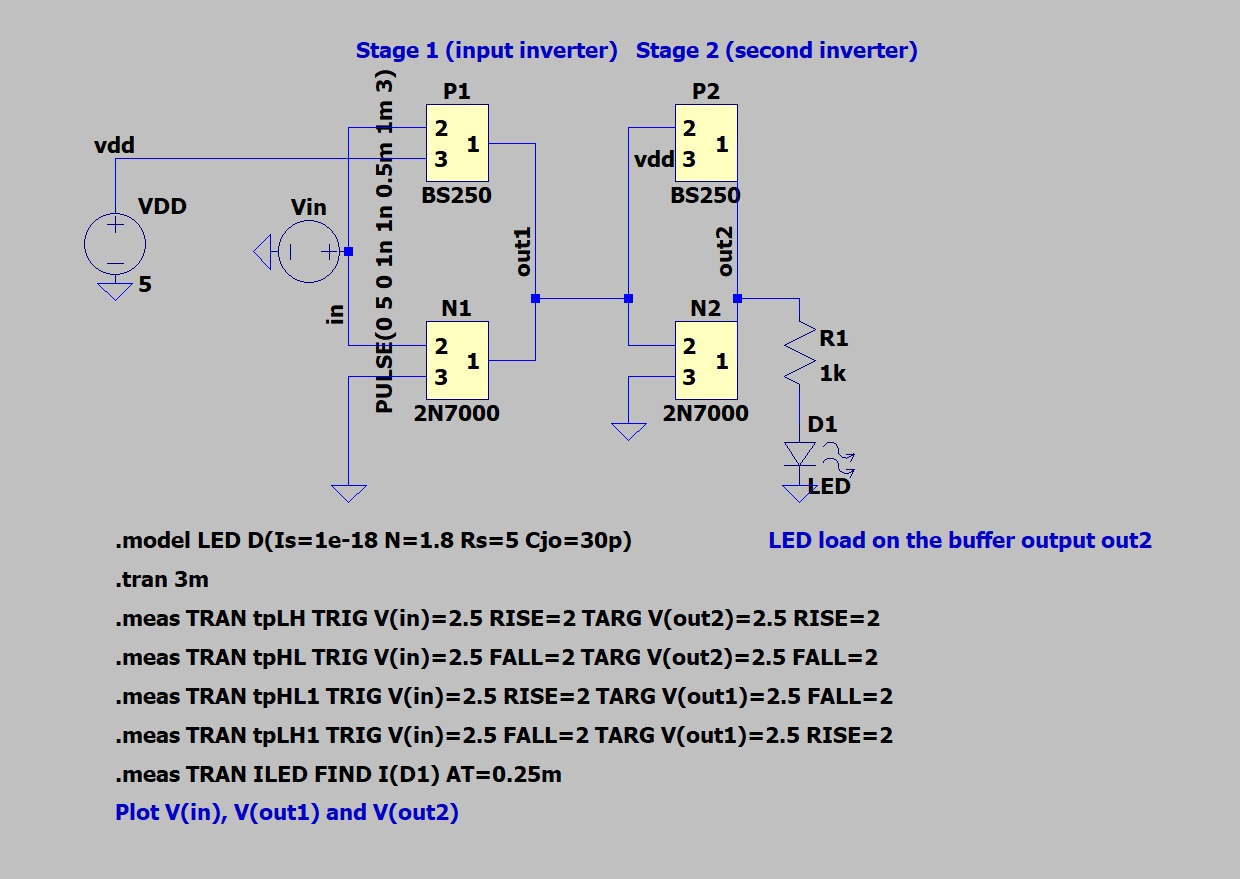 Stage 1 (input inverter)
Stage 2 (second inverter)
P1
2
1
3
BS250
P2
2
1
vdd
3
BS250
vdd
VDD
5
Vin
PULSE(0 5 0 1n 1n 0.5m 1m 3)
in
out1
out2
N1
2
1
3
2N7000
N2
2
1
3
2N7000
R1
1k
D1
LED
.model LED D(Is=1e-18 N=1.8 Rs=5 Cjo=30p)
LED load on the buffer output out2
.tran 3m
.meas TRAN tpLH TRIG V(in)=2.5 RISE=2 TARG V(out2)=2.5 RISE=2
.meas TRAN tpHL TRIG V(in)=2.5 FALL=2 TARG V(out2)=2.5 FALL=2
.meas TRAN tpHL1 TRIG V(in)=2.5 RISE=2 TARG V(out1)=2.5 FALL=2
.meas TRAN tpLH1 TRIG V(in)=2.5 FALL=2 TARG V(out1)=2.5 RISE=2
.meas TRAN ILED FIND I(D1) AT=0.25m
Plot V(in), V(out1) and V(out2)